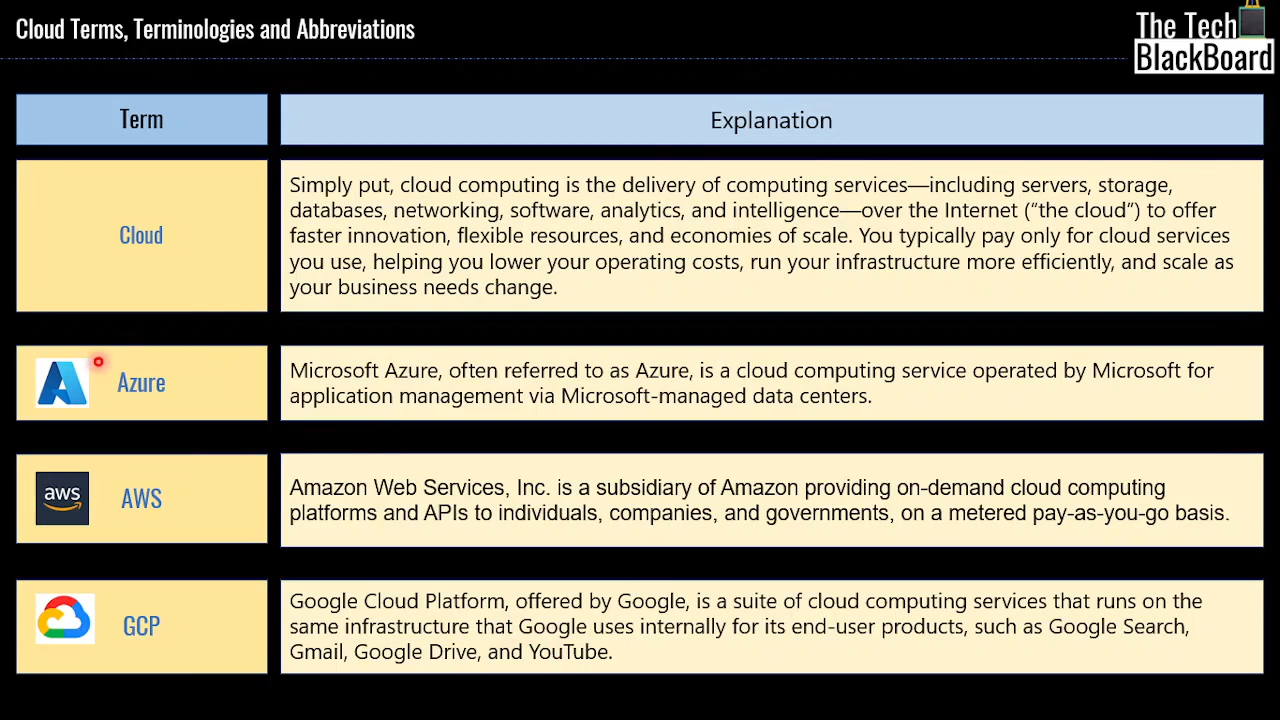 Cloud Terms, Terminologies and Abbreviations
The Tech
BlackBoard
Term
Explanation
Cloud
Simply put, cloud computing is the delivery of computing services—including servers, storage,
databases, networking, software, analytics, and intelligence—over the Internet (“the cloud”) to offer
faster innovation, flexible resources, and economies of scale. You typically pay only for cloud services
you use, helping you lower your operating costs, run your infrastructure more efficiently, and scale as
your business needs change.
Azure
Microsoft Azure, often referred to as Azure, is a cloud computing service operated by Microsoft for
application management via Microsoft-managed data centers.
aws
AWS
Amazon Web Services, Inc. is a subsidiary of Amazon providing on-demand cloud computing
platforms and APIs to individuals, companies, and governments, on a metered pay-as-you-go basis.
GCP
Google Cloud Platform, offered by Google, is a suite of cloud computing services that runs on the
same infrastructure that Google uses internally for its end-user products, such as Google Search,
Gmail, Google Drive, and YouTube.